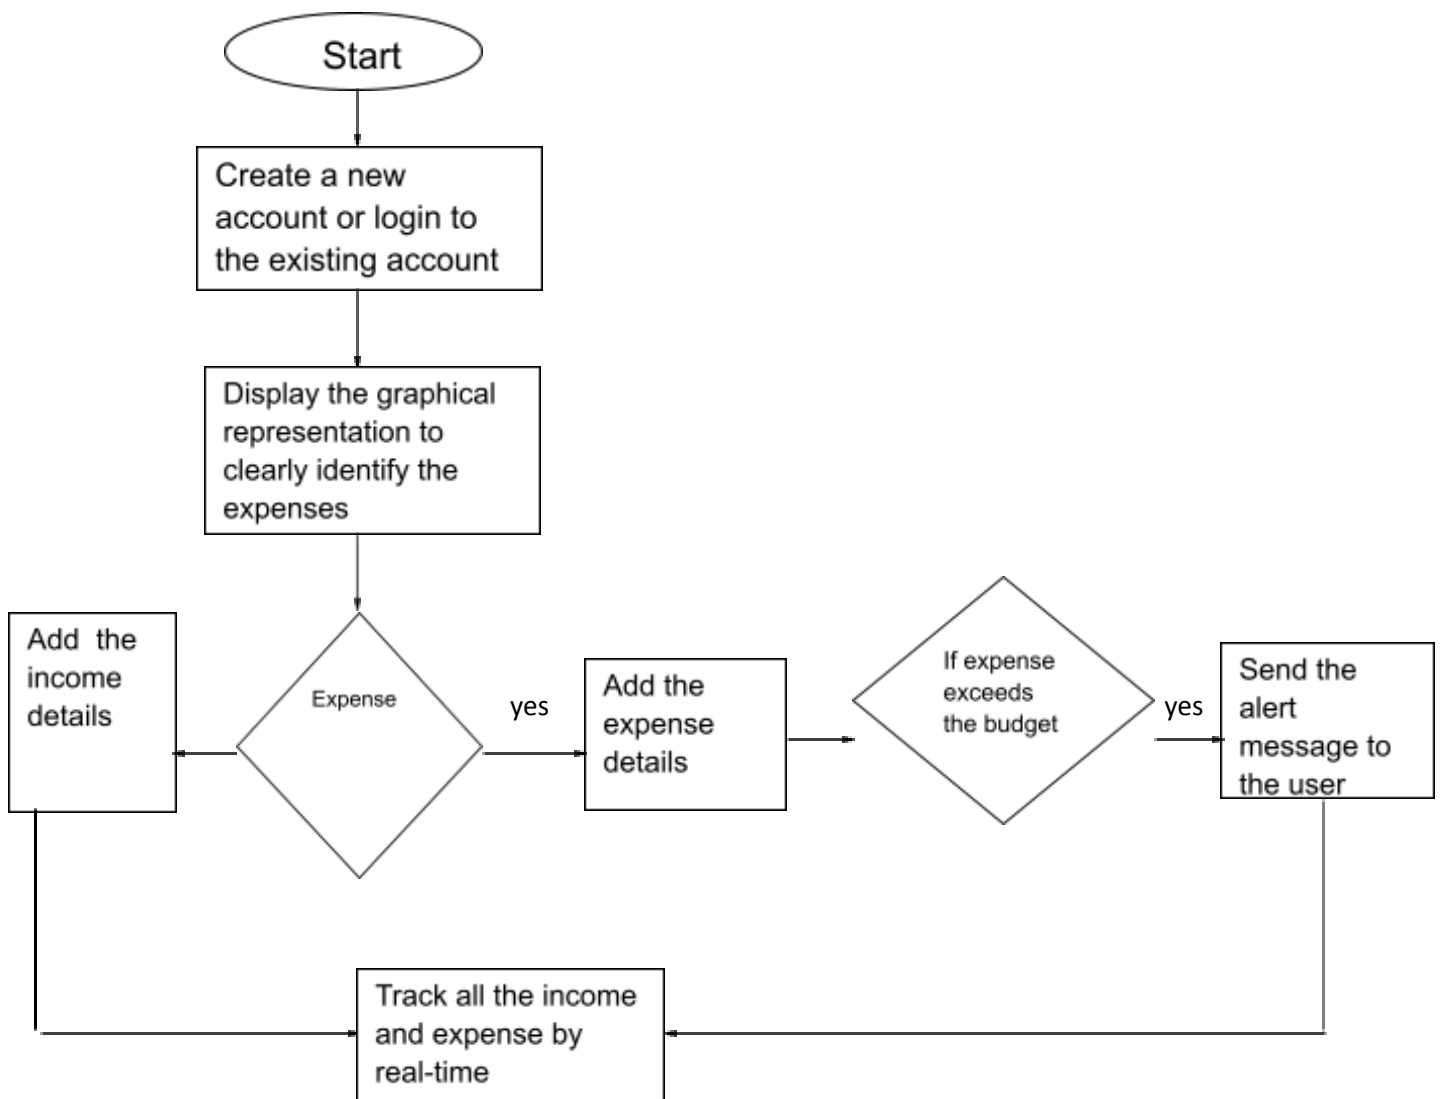 Start
Create a new
account or login to
the existing account
Display the graphical
representation to
clearly identify the
expenses
Add  the
income
details
Expense
yes
Add the
expense
details
If expense
exceeds
the budget
yes
Send the
alert
message to
the user
Track all the income
and expense by
real-time